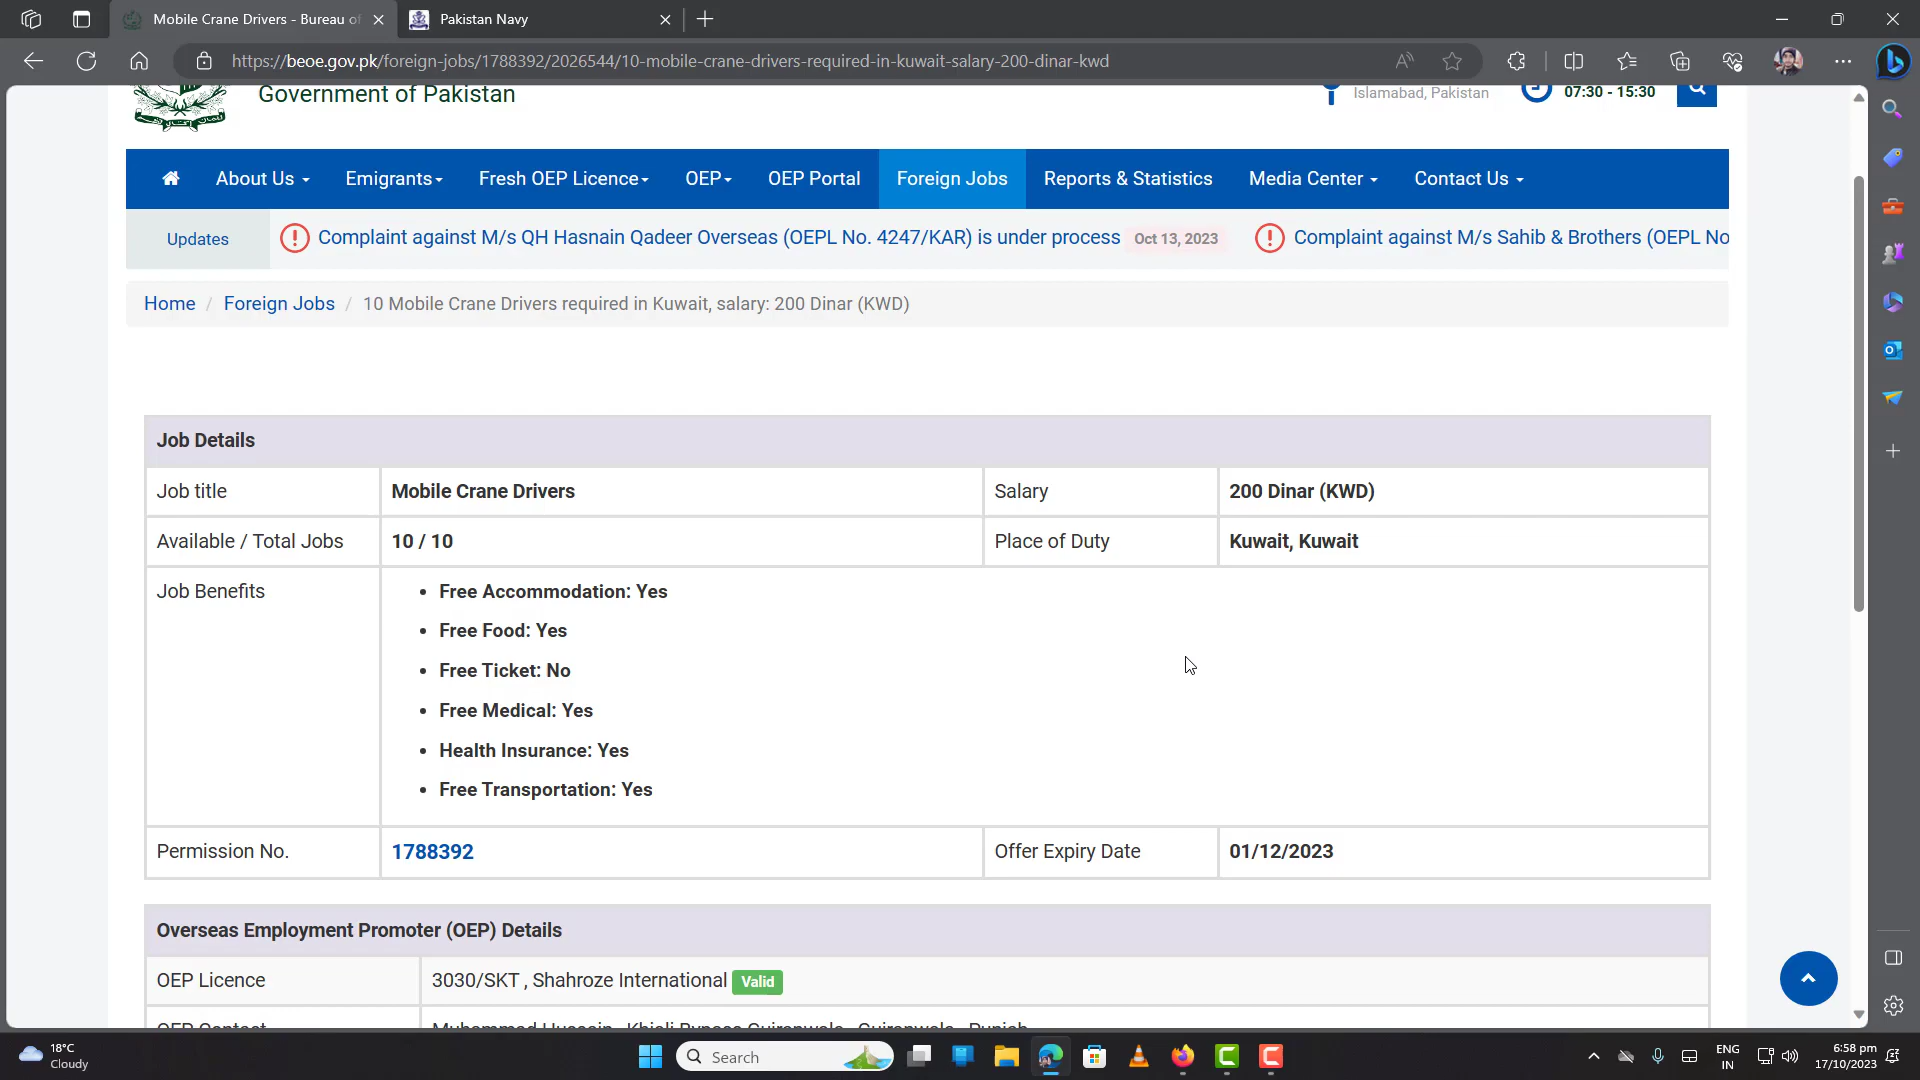 Mobile Crane Drivers - Bureau of
Pakistan Navy
https://beoe.gov.pk/foreign-jobs/1788392/2026544/10-mobile-crane-drivers-required-in-kuwait-salary-200-dinar-kwd
Government of Pakistan
Islamabad, Pakistan
07:30 - 15:30
About Us
Emigrants
Fresh OEP Licence
OEP
OEP Portal
Foreign Jobs
Reports & Statistics
Media Center
Contact Us
Updates
Complaint against M/s QH Hasnain Qadeer Overseas (OEPL No. 4247/KAR) is under process Oct 13, 2023
Complaint against M/s Sahib & Brothers (OEPL No
Home / Foreign Jobs / 10 Mobile Crane Drivers required in Kuwait, salary: 200 Dinar (KWD)
Job Details
Job title
Mobile Crane Drivers
Salary
200 Dinar (KWD)
Available / Total Jobs
10 / 10
Place of Duty
Kuwait, Kuwait
Job Benefits
• Free Accommodation: Yes
• Free Food: Yes
• Free Ticket: No
• Free Medical: Yes
• Health Insurance: Yes
• Free Transportation: Yes
Permission No.
1788392
Offer Expiry Date
01/12/2023
Overseas Employment Promoter (OEP) Details
OEP Licence
3030/SKT , Shahroze International Valid
18°C
Cloudy
Search
ENG
IN
6:58 pm
17/10/2023